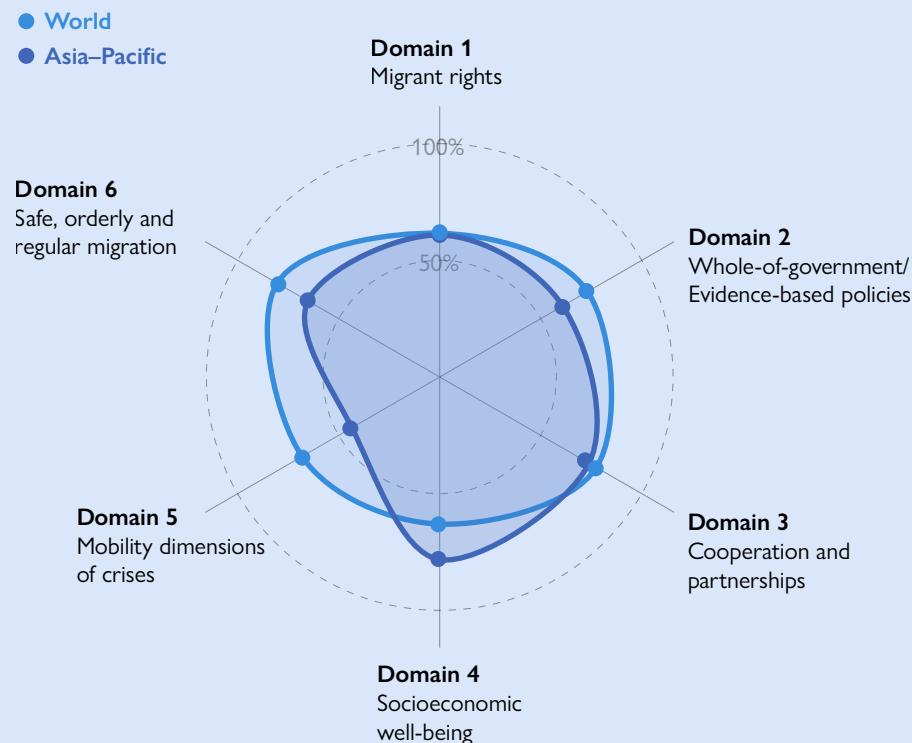 World
Asia–Pacific
Domain 1
Migrant rights
100%
50%
Domain 6
Safe, orderly and
regular migration
Domain 2
Whole-of-government/
Evidence-based policies
Domain 5
Mobility dimensions
of crises
Domain 3
Cooperation and
partnerships
Domain 4
Socioeconomic
well-being